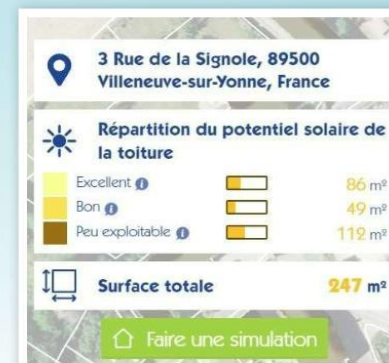 3 Rue de la Signole, 89500
Villeneuve-sur-Yonne, France
Répartition du potentiel solaire de
la toiture
Excellent i 86 m²
Bon i 49 m²
Peu exploitable i 112 m²
Surface totale 247 m²
Faire une simulation